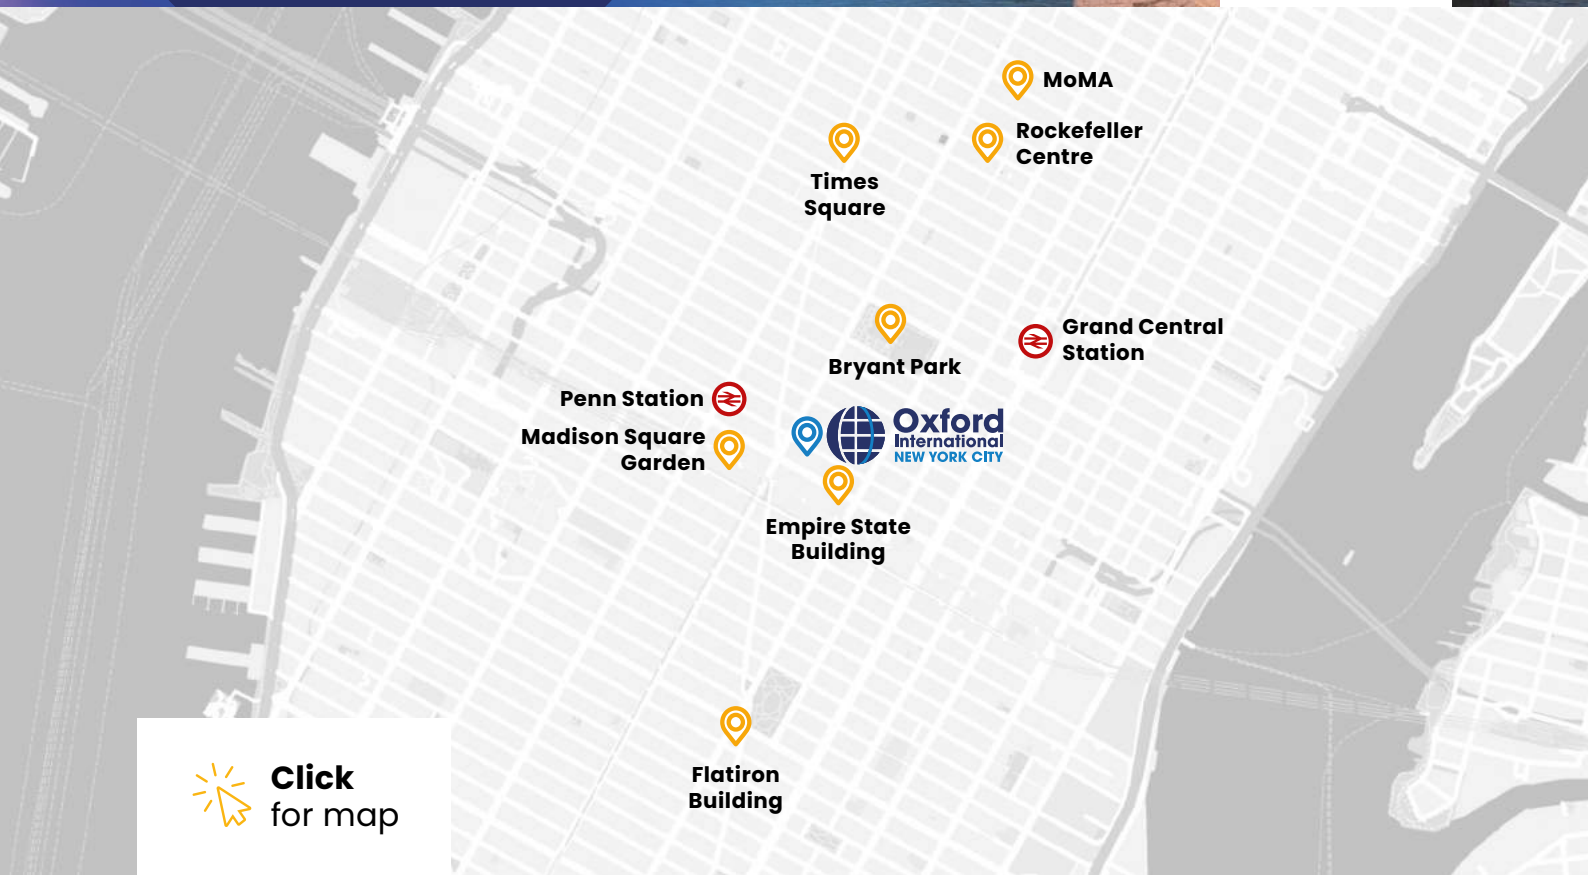 MoMA
Rockefeller
Centre
Times
Square
Grand Central
Station
Bryant Park
Penn Station
Madison Square
Garden
Oxford
International
NEW YORK CITY
Empire State
Building
Flatiron
Building
Click
for map